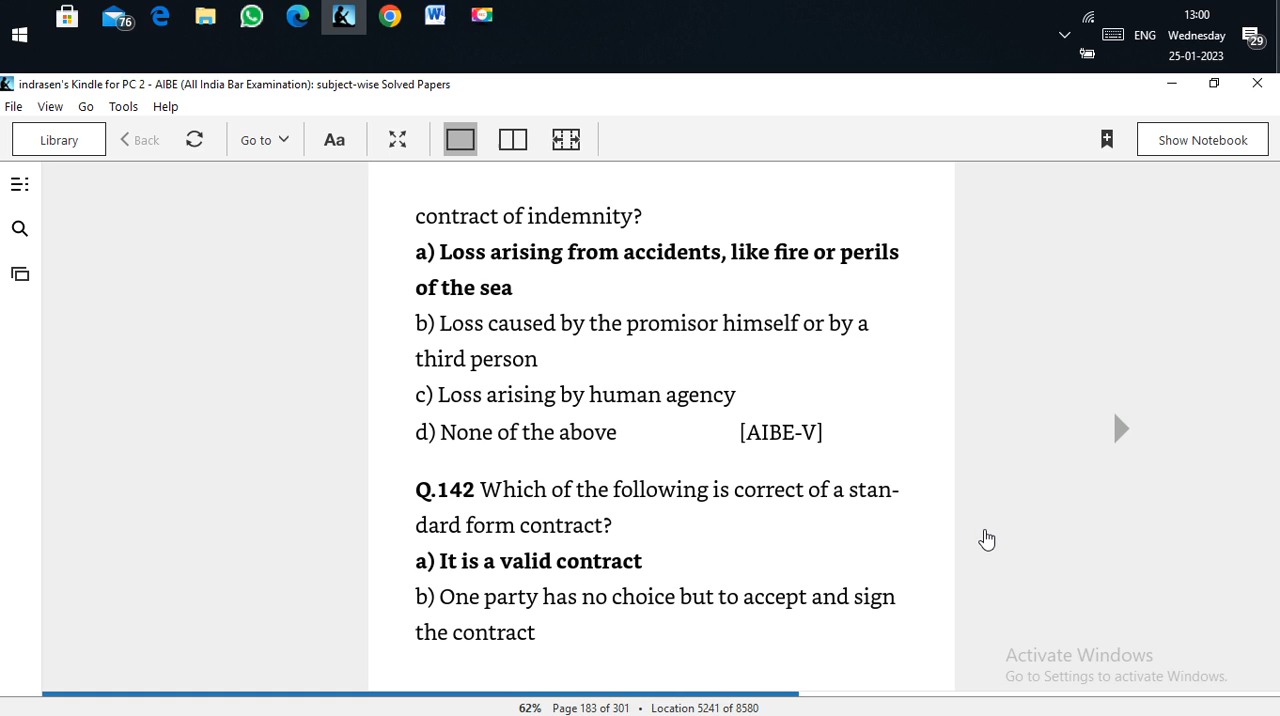 76
13:00
ENG Wednesday 29
25-01-2023
indrasen's Kindle for PC 2 - AIBE (All India Bar Examination): subject-wise Solved Papers
File View Go Tools Help
Library Back Go to Aa Show Notebook
contract of indemnity?
a) Loss arising from accidents, like fire or perils
of the sea
b) Loss caused by the promisor himself or by a
third person
c) Loss arising by human agency
d) None of the above [AIBE-V]
Q.142 Which of the following is correct of a stan-
dard form contract?
a) It is a valid contract
b) One party has no choice but to accept and sign
the contract
Activate Windows
Go to Settings to activate Windows.
62% Page 183 of 301 • Location 5241 of 8580